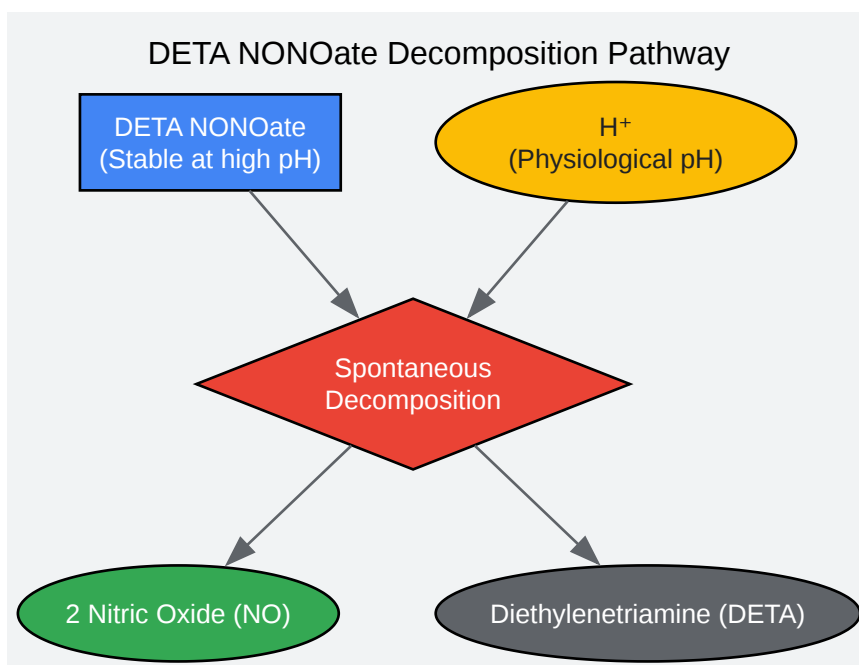 DETA NONOate Decomposition Pathway
DETA NONOate
(Stable at high pH)
H⁺
(Physiological pH)
Spontaneous
Decomposition
2 Nitric Oxide (NO)
Diethylenetriamine (DETA)